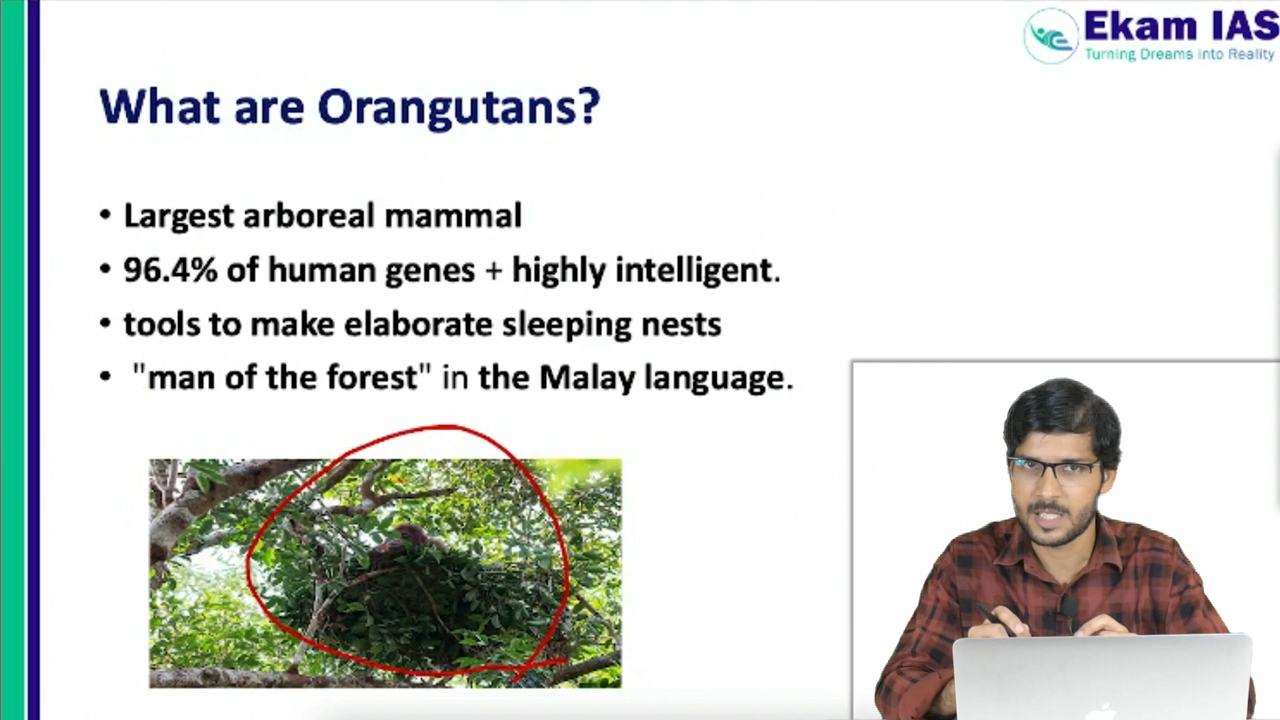 Ekam IAS
Turning Dreams into Reality
What are Orangutans?
• Largest arboreal mammal
• 96.4% of human genes + highly intelligent.
• tools to make elaborate sleeping nests
• "man of the forest" in the Malay language.